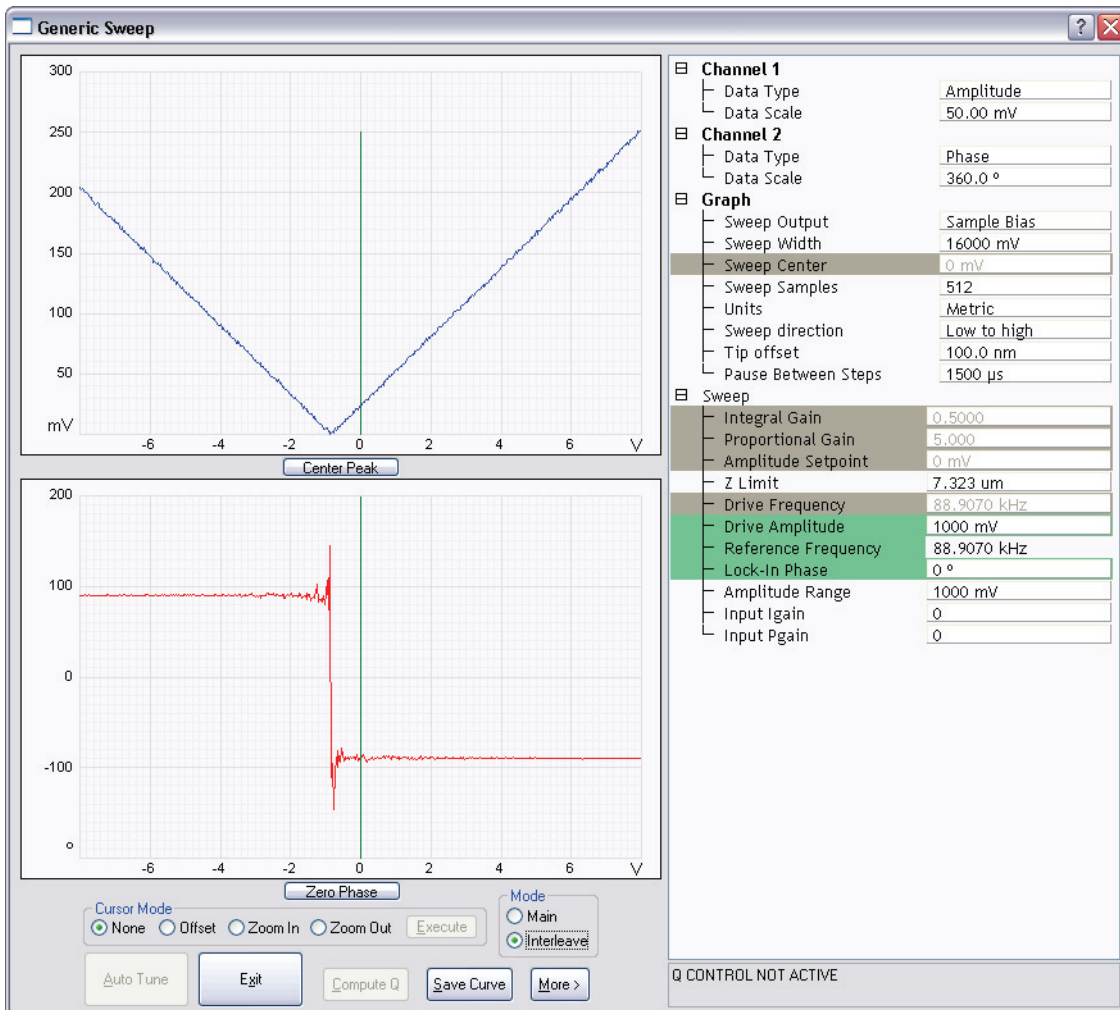 Generic Sweep
?
300
250
200
150
100
50
mV
-6 -4 -2 0 2 4 6 V
Center Peak
200
100
0
-100
o
-6 -4 -2 0 2 4 6 V
Zero Phase
Cursor Mode
None Offset Zoom In Zoom Out Execute
Mode
Main
Interleave
Auto Tune Exit Compute Q Save Curve More >
Channel 1
Data Type Amplitude
Data Scale 50.00 mV
Channel 2
Data Type Phase
Data Scale 360.0 º
Graph
Sweep Output Sample Bias
Sweep Width 16000 mV
Sweep Center 0 mV
Sweep Samples 512
Units Metric
Sweep direction Low to high
Tip offset 100.0 nm
Pause Between Steps 1500 µs
Sweep
Integral Gain 0.5000
Proportional Gain 5.000
Amplitude Setpoint 0 mV
Z Limit 7.323 um
Drive Frequency 88.9070 kHz
Drive Amplitude 1000 mV
Reference Frequency 88.9070 kHz
Lock-In Phase 0 º
Amplitude Range 1000 mV
Input Igain 0
Input Pgain 0
Q CONTROL NOT ACTIVE